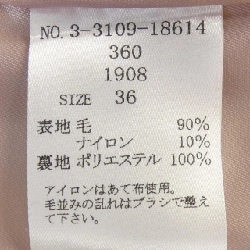 NO.3-3109-18614
360
1908
SIZE 36
表地 毛 90%
ナイロン 10%
裏地 ポリエステル 100%
アイロンはあて布使用。
毛並みの乱れはブラシで整え
て下さい。